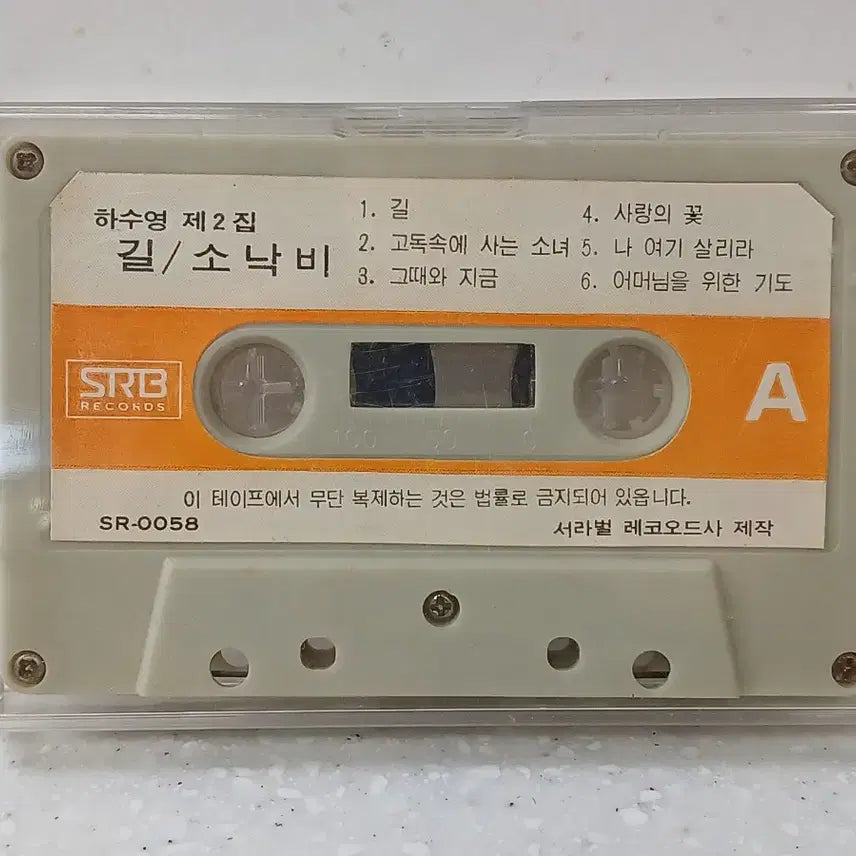 하수영 제2집
길/소낙비
1. 길
2. 고독속에 사는 소녀
3. 그때와 지금
4. 사랑의 꽃
5. 나 여기 살리라
6. 어머님을 위한 기도
SRB
RECORDS
A
100 50 0
이 테이프에서 무단 복제하는 것은 법률로 금지되어 있읍니다.
SR-0058
서라벌 레코오드사 제작